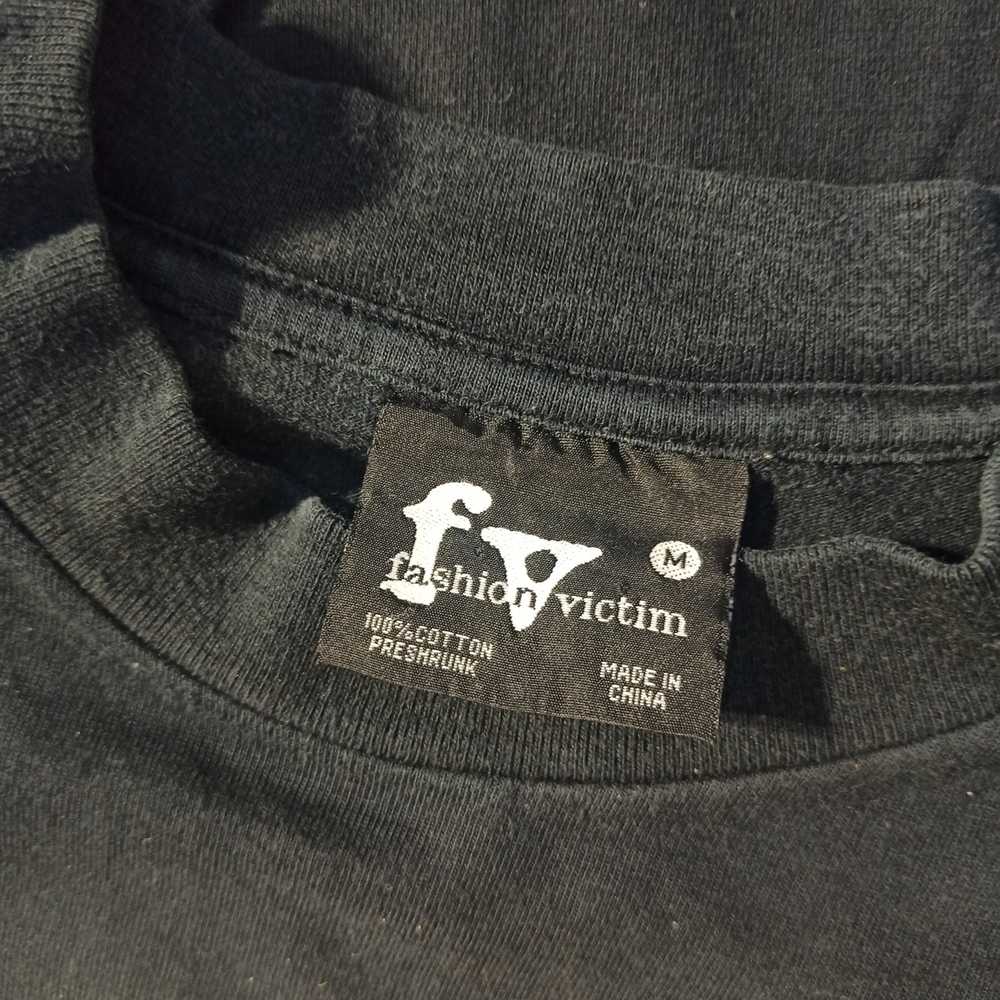 fv
M
fashion victim
100% COTTON
PRESHRUNK
MADE IN
CHINA